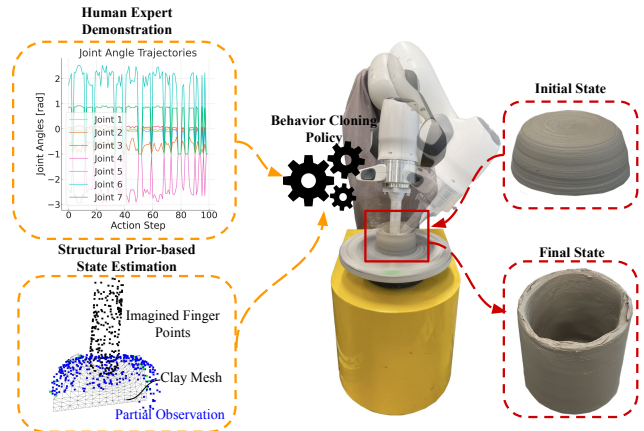 Human Expert
Demonstration
Joint Angle Trajectories
Joint Angles [rad]
2
1
0
−1
−2
−3
Joint 1
Joint 2
Joint 3
Joint 4
Joint 5
Joint 6
Joint 7
0 20 40 60 80 100
Action Step
Behavior Cloning
Policy
Initial State
Structural Prior-based
State Estimation
Imagined Finger
Points
Clay Mesh
Partial Observation
Final State